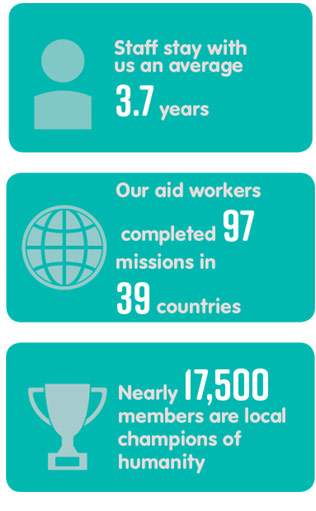 Staff stay with
us an average
3.7 years
Our aid workers
completed 97
missions in
39 countries
Nearly 17,500
members are local
champions of
humanity